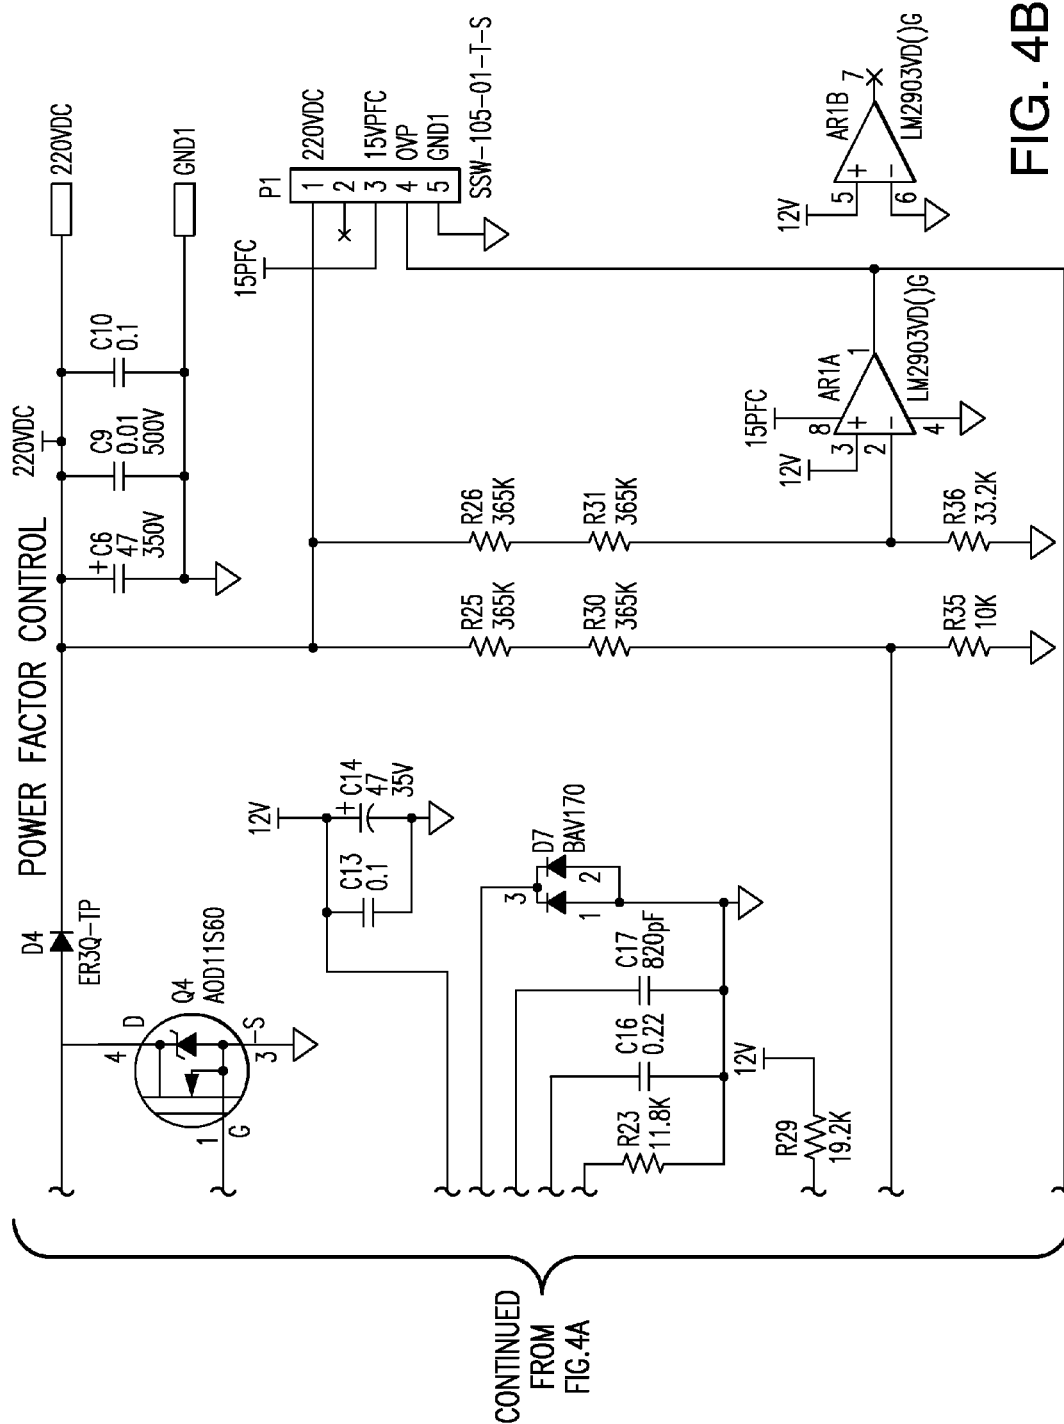 POWER FACTOR CONTROL
D4
ER3Q-TP
220VDC
+
C6
47
350V
C9
0.01
500V
C10
0.1
220VDC
GND1
4
D
Q4
AOD11S60
1
G
3
-S
12V
C13
0.1
+
C14
47
35V
15PFC
P1
1
2
3
4
5
220VDC
15VPFC
OVP
GND1
SSW-105-01-T-S
R25
365K
R26
365K
R30
365K
R31
365K
3
D7
BAV170
1
2
R23
11.8K
C16
0.22
C17
820pF
12V
R29
19.2K
12V
15PFC
8
3
+
2
-
4
1
AR1A
LM2903VD()G
12V
5
+
6
-
AR1B
7
LM2903VD()G
R35
10K
R36
33.2K
CONTINUED
FROM
FIG.4A
FIG. 4B